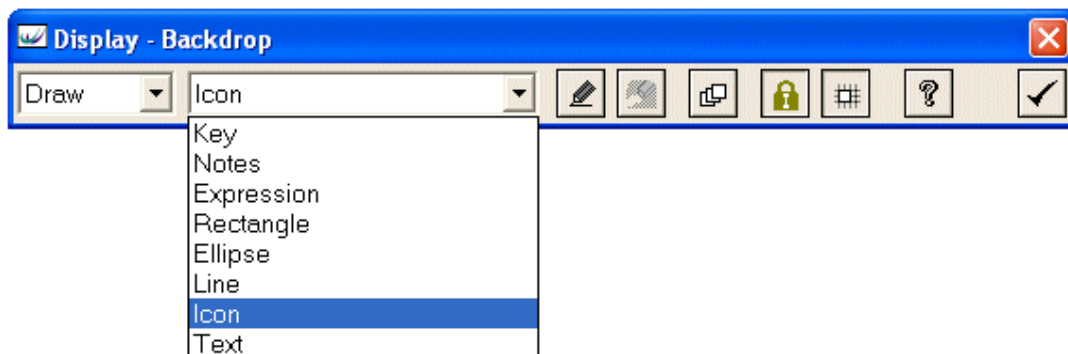 Display - Backdrop
Draw Icon
Key
Notes
Expression
Rectangle
Ellipse
Line
Icon
Text